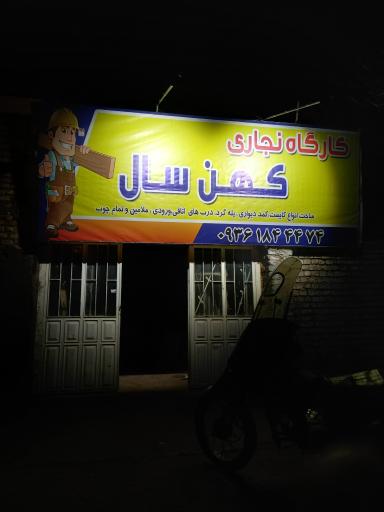 کارگاه نجاری
کهن سال
ساخت انواع کابینت، کمد دیواری، پله گرد، درب های اتاقی، ورودی، ملامین و تمام چوب
۰۹۳۶ ۱۸۴ ۴۴ ۷۴